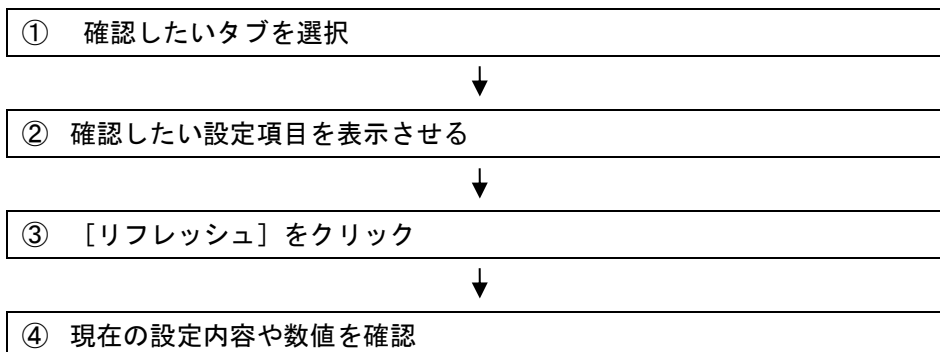 ① 確認したいタブを選択
② 確認したい設定項目を表示させる
③ ［リフレッシュ］をクリック
④ 現在の設定内容や数値を確認